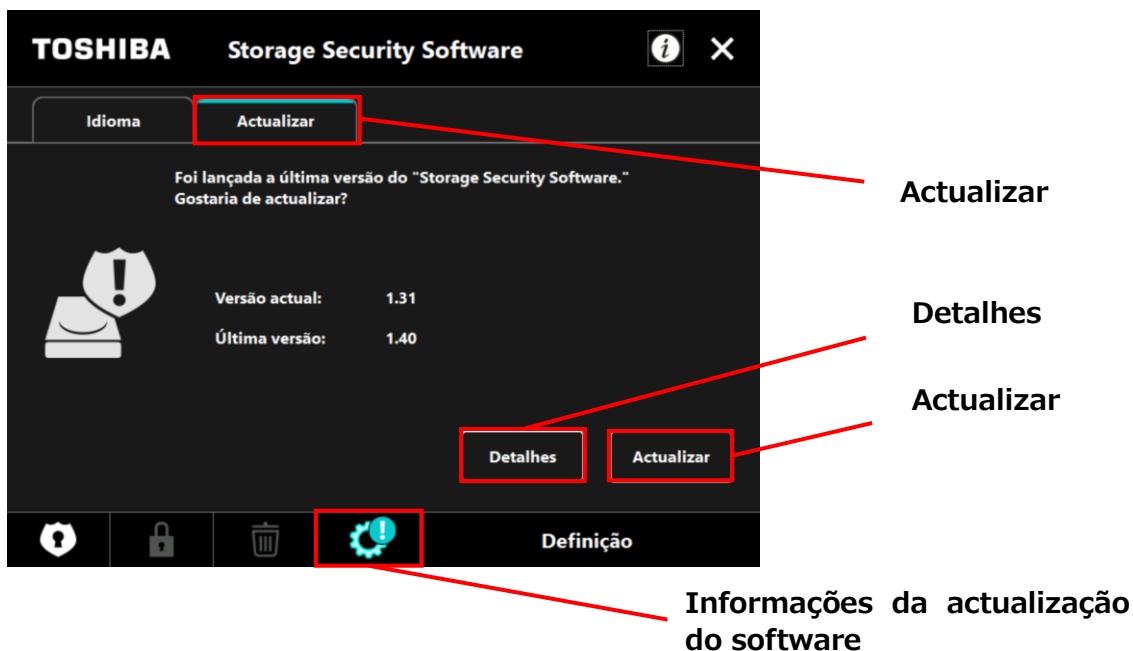 TOSHIBA Storage Security Software
Idioma Actualizar
Foi lançada a última versão do "Storage Security Software."
Gostaria de actualizar?
Versão actual: 1.31
Última versão: 1.40
Detalhes Actualizar
Definição
Actualizar
Detalhes
Actualizar
Informações da actualização
do software